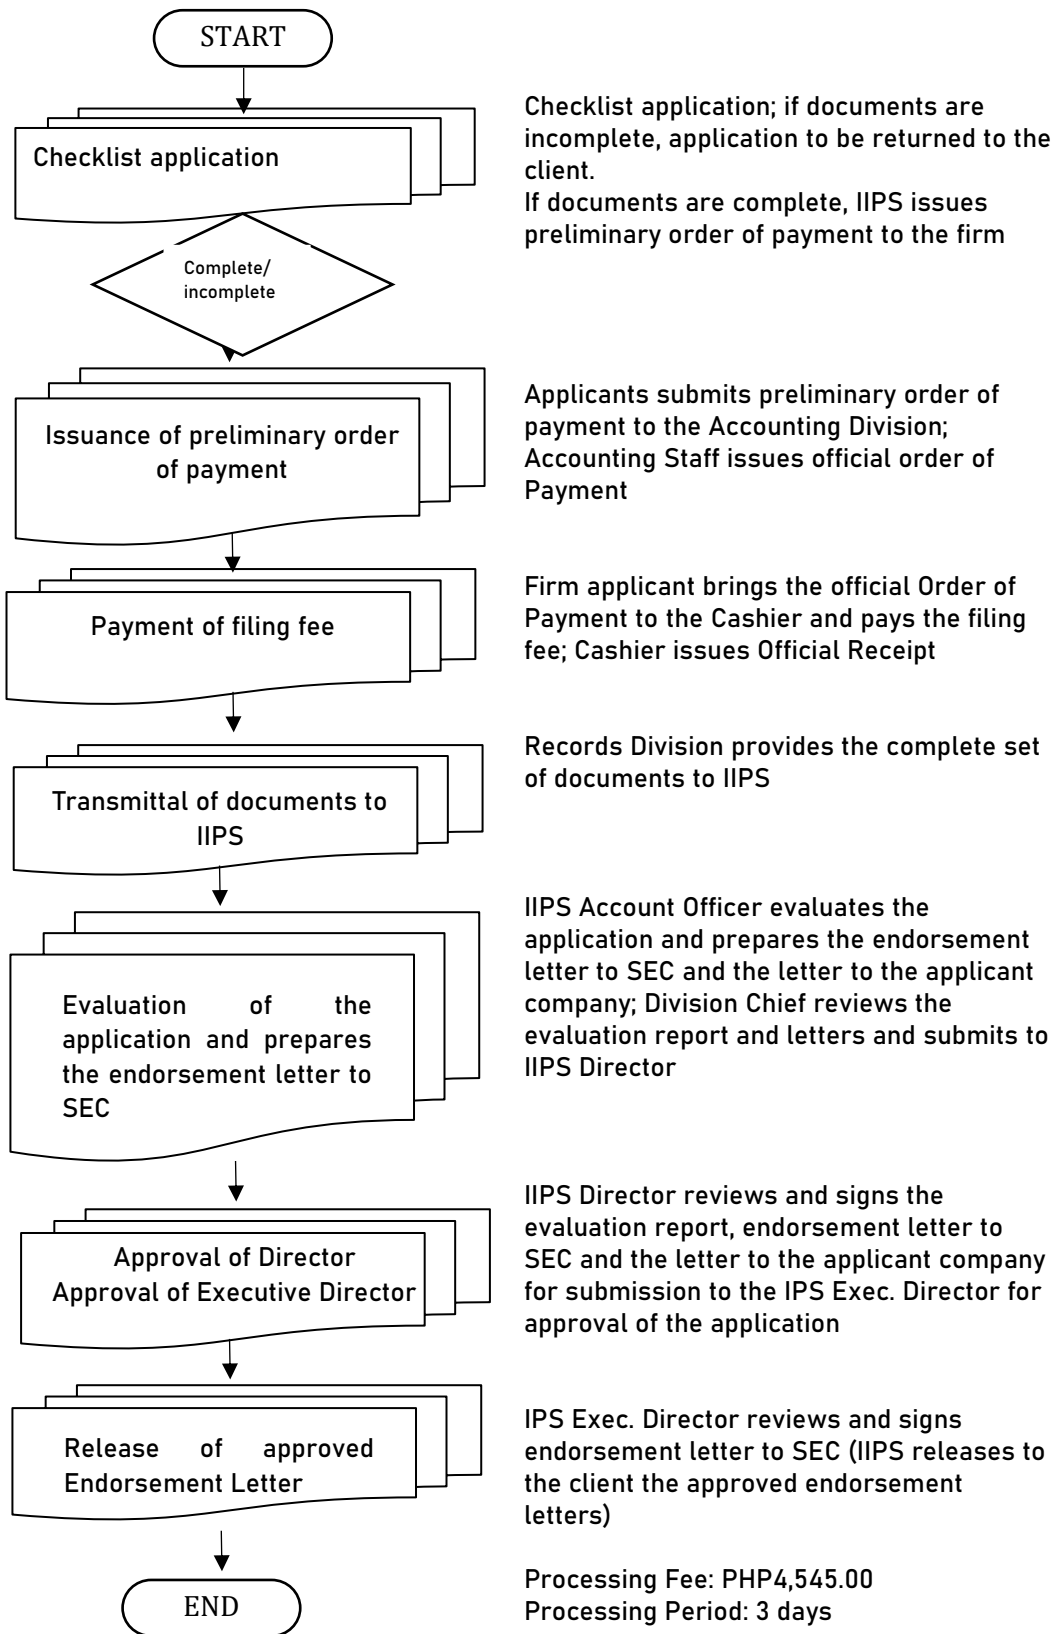 START
Checklist application
Checklist application; if documents are
incomplete, application to be returned to the
client.
If documents are complete, IIPS issues
preliminary order of payment to the firm
Complete/
incomplete
Issuance of preliminary order
of payment
Applicants submits preliminary order of
payment to the Accounting Division;
Accounting Staff issues official order of
Payment
Payment of filing fee
Firm applicant brings the official Order of
Payment to the Cashier and pays the filing
fee; Cashier issues Official Receipt
Transmittal of documents to
IIPS
Records Division provides the complete set
of documents to IIPS
Evaluation of the
application and prepares
the endorsement letter to
SEC
IIPS Account Officer evaluates the
application and prepares the endorsement
letter to SEC and the letter to the applicant
company; Division Chief reviews the
evaluation report and letters and submits to
IIPS Director
Approval of Director
Approval of Executive Director
IIPS Director reviews and signs the
evaluation report, endorsement letter to
SEC and the letter to the applicant company
for submission to the IPS Exec. Director for
approval of the application
Release of approved
Endorsement Letter
IPS Exec. Director reviews and signs
endorsement letter to SEC (IIPS releases to
the client the approved endorsement
letters)
END
Processing Fee: PHP4,545.00
Processing Period: 3 days